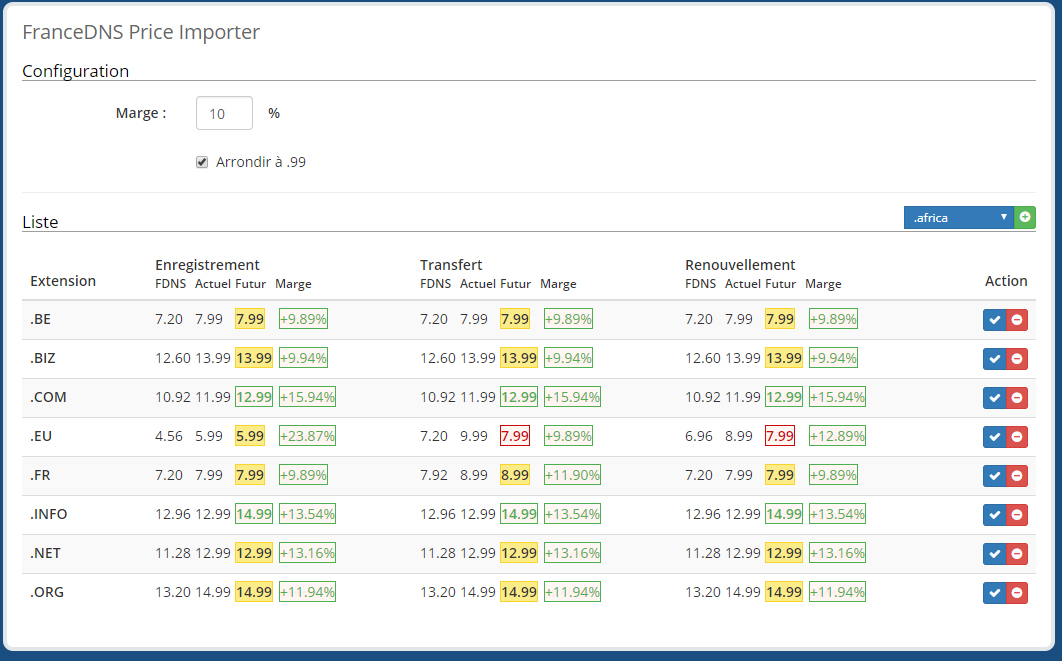 FranceDNS Price Importer
Configuration
Marge : 10 %
Arrondir à .99
Liste .africa
Enregistrement Transfert Renouvellement
Extension FDNS Actuel Futur Marge FDNS Actuel Futur Marge FDNS Actuel Futur Marge Action
.BE 7.20 7.99 7.99 +9.89% 7.20 7.99 7.99 +9.89% 7.20 7.99 7.99 +9.89%
.BIZ 12.60 13.99 13.99 +9.94% 12.60 13.99 13.99 +9.94% 12.60 13.99 13.99 +9.94%
.COM 10.92 11.99 12.99 +15.94% 10.92 11.99 12.99 +15.94% 10.92 11.99 12.99 +15.94%
.EU 4.56 5.99 5.99 +23.87% 7.20 9.99 7.99 +9.89% 6.96 8.99 7.99 +12.89%
.FR 7.20 7.99 7.99 +9.89% 7.92 8.99 8.99 +11.90% 7.20 7.99 7.99 +9.89%
.INFO 12.96 12.99 14.99 +13.54% 12.96 12.99 14.99 +13.54% 12.96 12.99 14.99 +13.54%
.NET 11.28 12.99 12.99 +13.16% 11.28 12.99 12.99 +13.16% 11.28 12.99 12.99 +13.16%
.ORG 13.20 14.99 14.99 +11.94% 13.20 14.99 14.99 +11.94% 13.20 14.99 14.99 +11.94%